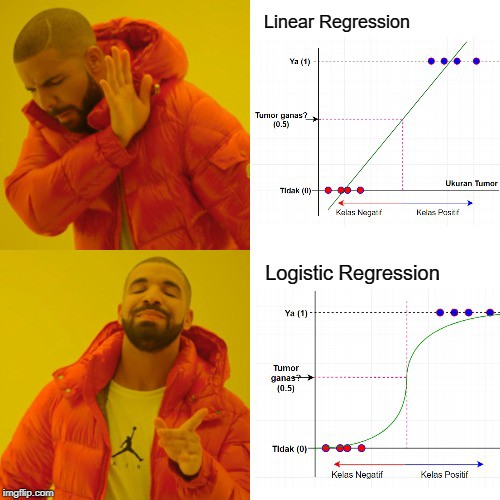 Linear Regression
Ya (1)
Tumor ganas?
(0.5)
Ukuran Tumor
Tidak (0)
Kelas Negatif Kelas Positif
Logistic Regression
Ya (1)
Tumor
ganas?
(0.5)
Tidak (0)
Kelas Negatif Kelas Positif
AIR
imgflip.com